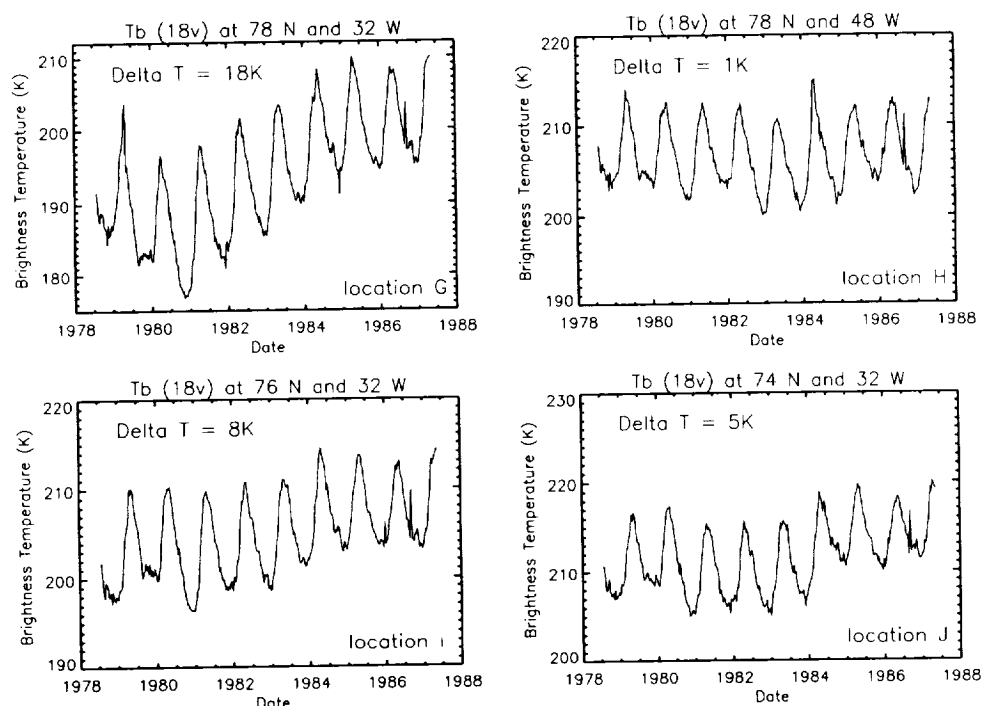 Tb (18v) at 78 N and 32 W
Delta T = 18K
Brightness Temperature (K)
210
200
190
180
location G
1978 1980 1982 1984 1986 1988
Date
Tb (18v) at 78 N and 48 W
Delta T = 1K
Brightness Temperature (K)
220
210
200
190
location H
1978 1980 1982 1984 1986 1988
Date
Tb (18v) at 76 N and 32 W
Delta T = 8K
Brightness Temperature (K)
220
210
200
190
location I
1978 1980 1982 1984 1986 1988
Date
Tb (18v) at 74 N and 32 W
Delta T = 5K
Brightness Temperature (K)
230
220
210
200
location J
1978 1980 1982 1984 1986 1988
Date